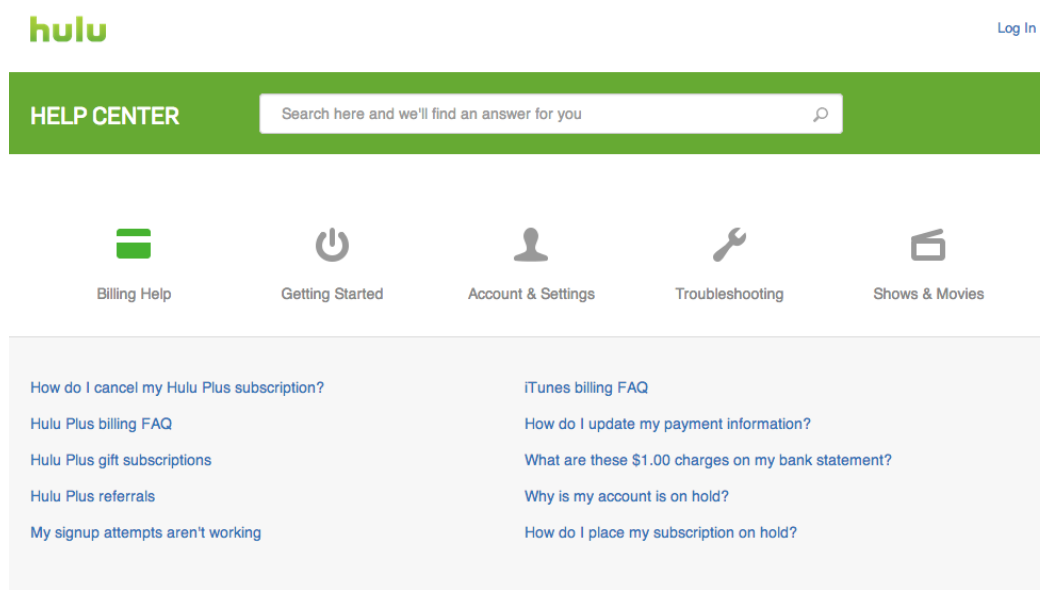 hulu
Log In
HELP CENTER
Search here and we'll find an answer for you
Billing Help
Getting Started
Account & Settings
Troubleshooting
Shows & Movies
How do I cancel my Hulu Plus subscription?
iTunes billing FAQ
Hulu Plus billing FAQ
How do I update my payment information?
Hulu Plus gift subscriptions
What are these $1.00 charges on my bank statement?
Hulu Plus referrals
Why is my account is on hold?
My signup attempts aren't working
How do I place my subscription on hold?